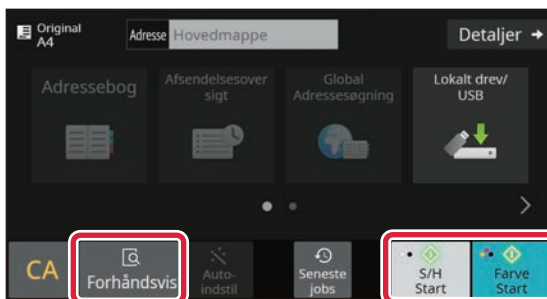 Original
A4
Adresse Hovedmappe
Detaljer
Adressebog
Afsendelsesover
sigt
Global
Adressesøgning
Lokalt drev/
USB
CA
Forhåndsvis
Auto-
indstil
Seneste
jobs
S/H
Start
Farve
Start